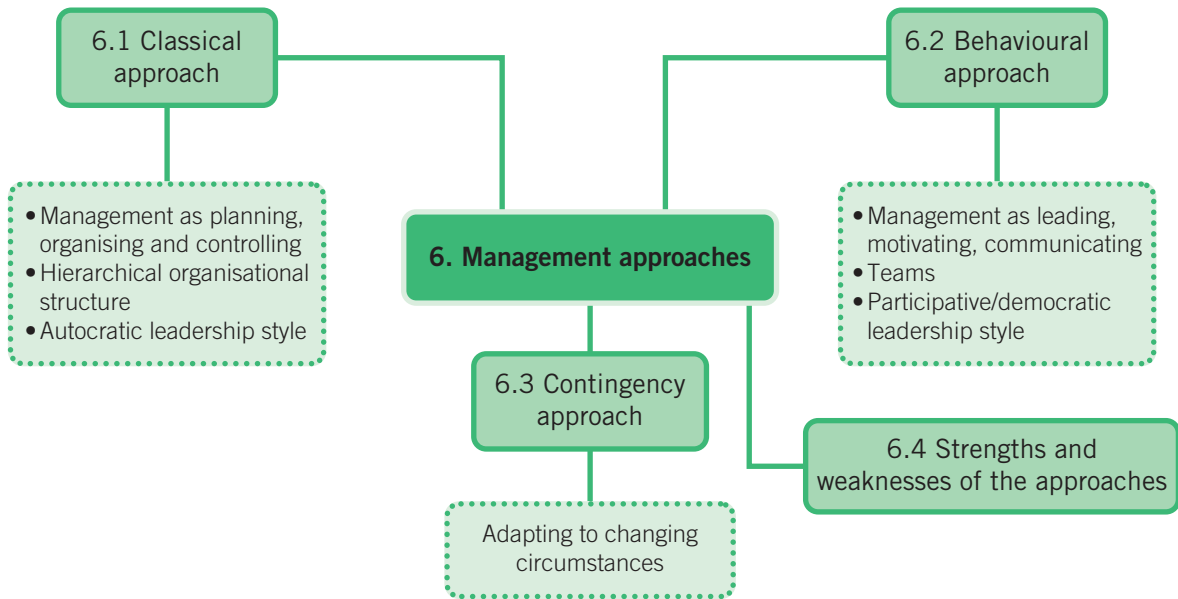 6.1 Classical
approach
6.2 Behavioural
approach
• Management as planning,
organising and controlling
• Hierarchical organisational
structure
• Autocratic leadership style
6. Management approaches
• Management as leading,
motivating, communicating
• Teams
• Participative/democratic
leadership style
6.3 Contingency
approach
6.4 Strengths and
weaknesses of the approaches
Adapting to changing
circumstances